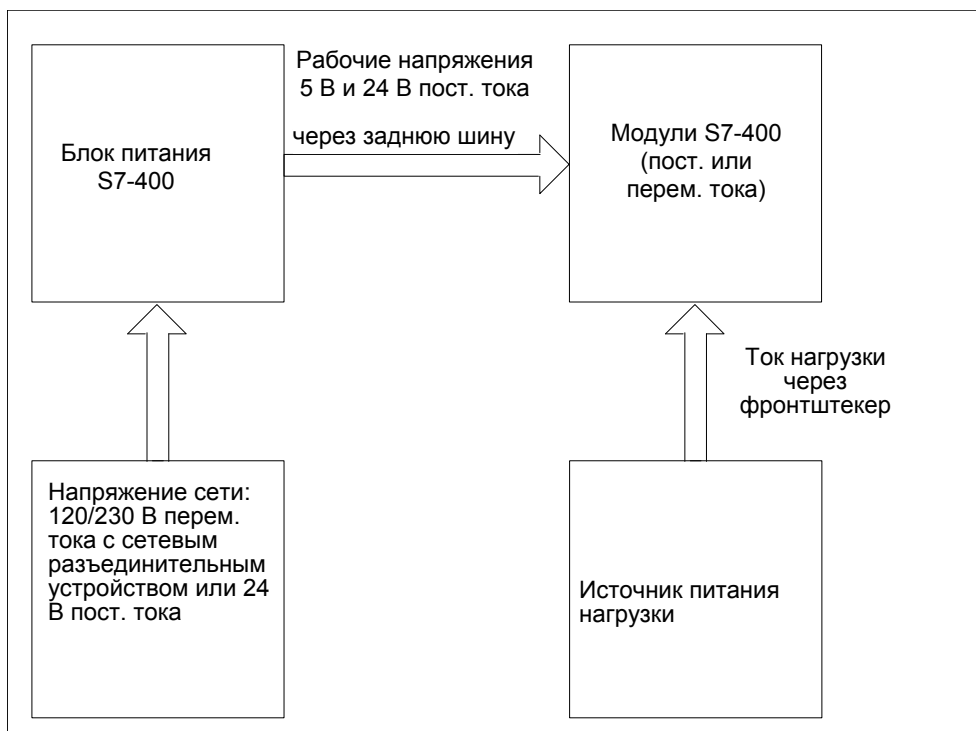 Блок питания
S7-400
Рабочие напряжения
5 В и 24 В пост. тока
через заднюю шину
Модули S7-400
(пост. или
перем. тока)
Напряжение сети:
120/230 В перем.
тока с сетевым
разъединительным
устройством или 24
В пост. тока
Ток нагрузки
через
фронтштекер
Источник питания
нагрузки